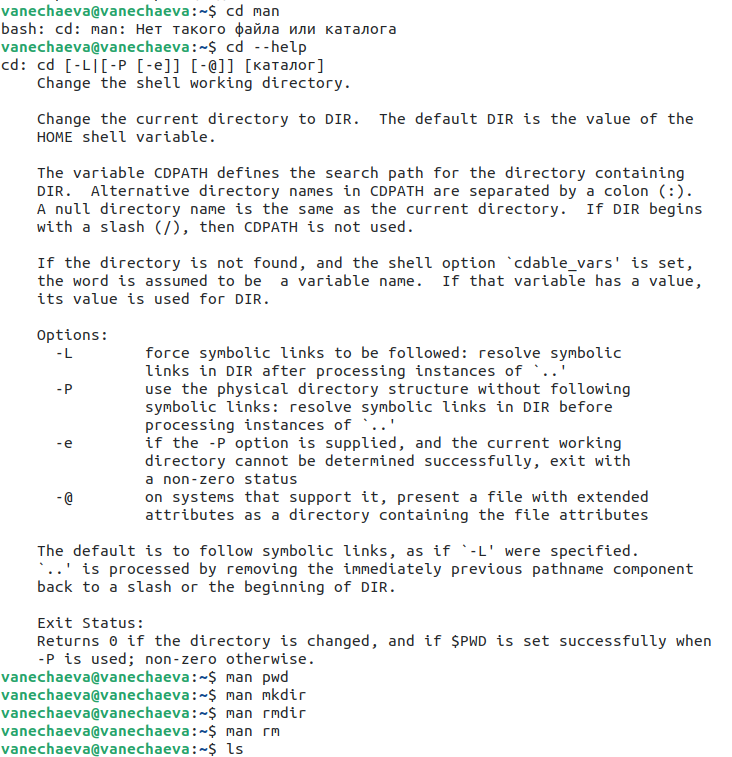 vanechaeva@vanechaeva:~$ cd man
bash: cd: man: Нет такого файла или каталога
vanechaeva@vanechaeva:~$ cd --help
cd: cd [-L|[-P [-e]] [-@]] [каталог]
    Change the shell working directory.

    Change the current directory to DIR.  The default DIR is the value of the
    HOME shell variable.

    The variable CDPATH defines the search path for the directory containing
    DIR.  Alternative directory names in CDPATH are separated by a colon (:).
    A null directory name is the same as the current directory.  If DIR begins
    with a slash (/), then CDPATH is not used.

    If the directory is not found, and the shell option `cdable_vars' is set,
    the word is assumed to be  a variable name.  If that variable has a value,
    its value is used for DIR.

    Options:
      -L        force symbolic links to be followed: resolve symbolic
                links in DIR after processing instances of `..'
      -P        use the physical directory structure without following
                symbolic links: resolve symbolic links in DIR before
                processing instances of `..'
      -e        if the -P option is supplied, and the current working
                directory cannot be determined successfully, exit with
                a non-zero status
      -@        on systems that support it, present a file with extended
                attributes as a directory containing the file attributes

    The default is to follow symbolic links, as if `-L' were specified.
    `..' is processed by removing the immediately previous pathname component
    back to a slash or the beginning of DIR.

    Exit Status:
    Returns 0 if the directory is changed, and if $PWD is set successfully when
    -P is used; non-zero otherwise.
vanechaeva@vanechaeva:~$ man pwd
vanechaeva@vanechaeva:~$ man mkdir
vanechaeva@vanechaeva:~$ man rmdir
vanechaeva@vanechaeva:~$ man rm
vanechaeva@vanechaeva:~$ ls